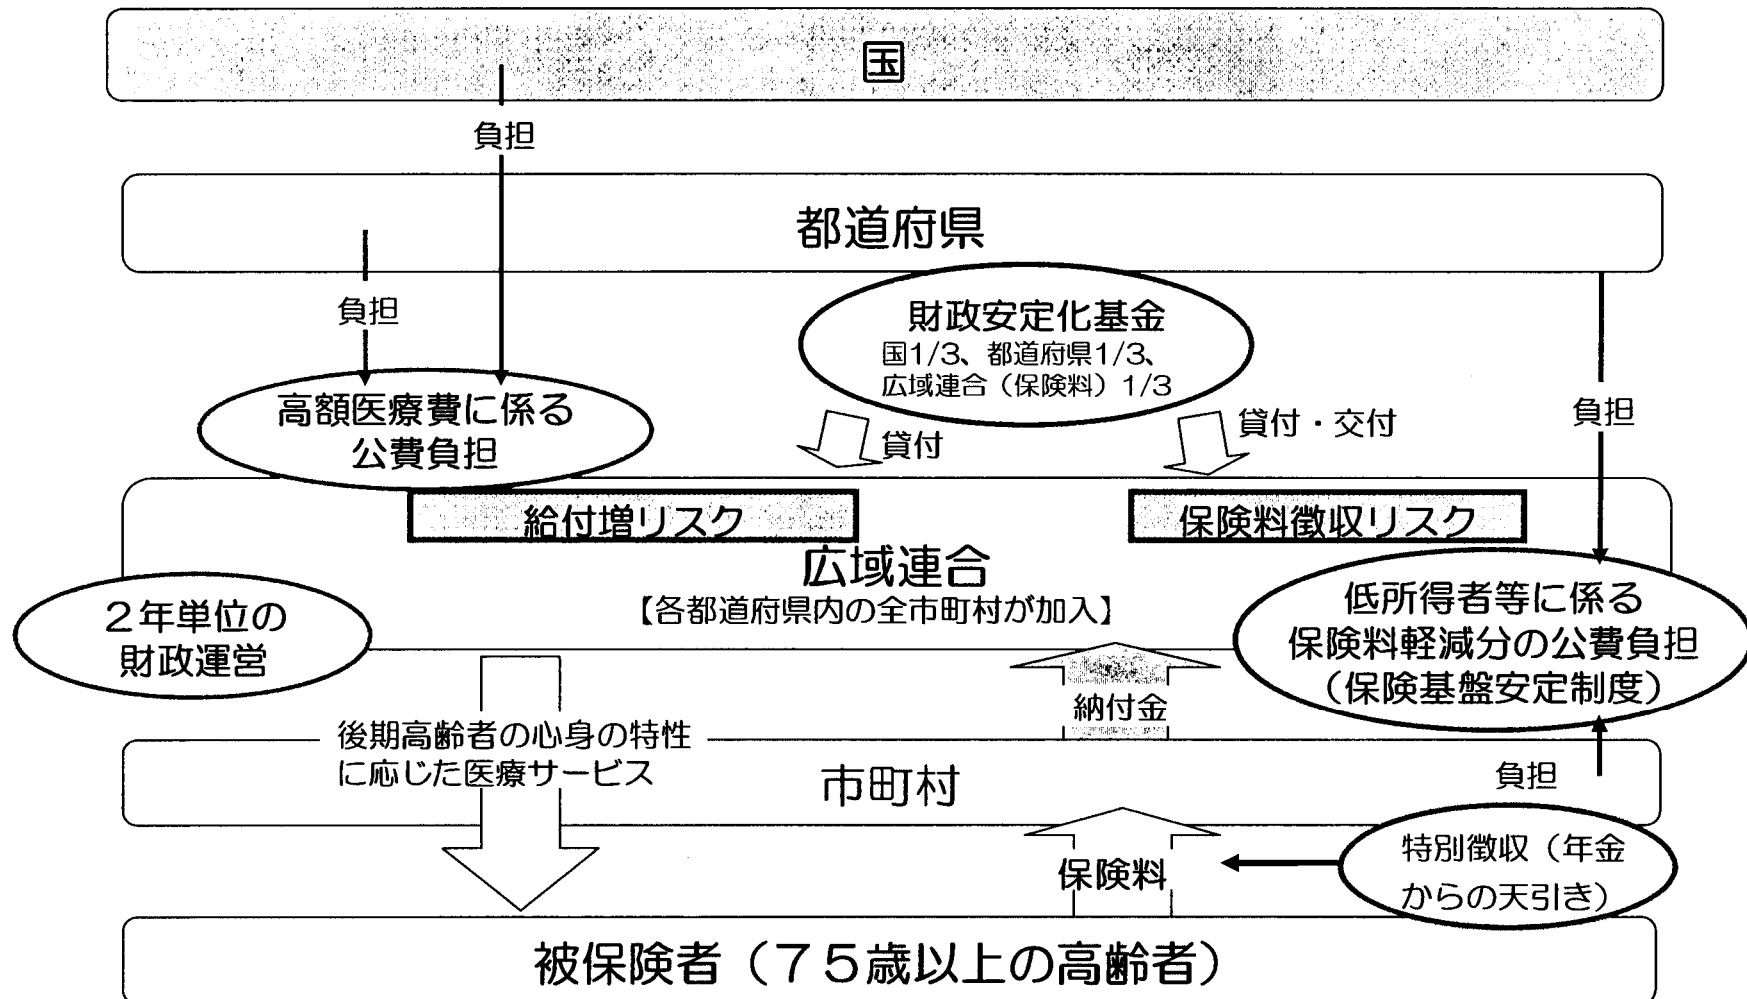 国
負担
都道府県
負担
財政安定化基金
国1/3、都道府県1/3、
広域連合（保険料）1/3
負担
高額医療費に係る
公費負担
貸付
貸付・交付
給付増リスク
保険料徴収リスク
広域連合
【各都道府県内の全市町村が加入】
２年単位の
財政運営
低所得者等に係る
保険料軽減分の公費負担
（保険基盤安定制度）
納付金
後期高齢者の心身の特性
に応じた医療サービス
市町村
負担
特別徴収（年金
からの天引き）
保険料
被保険者（７５歳以上の高齢者）